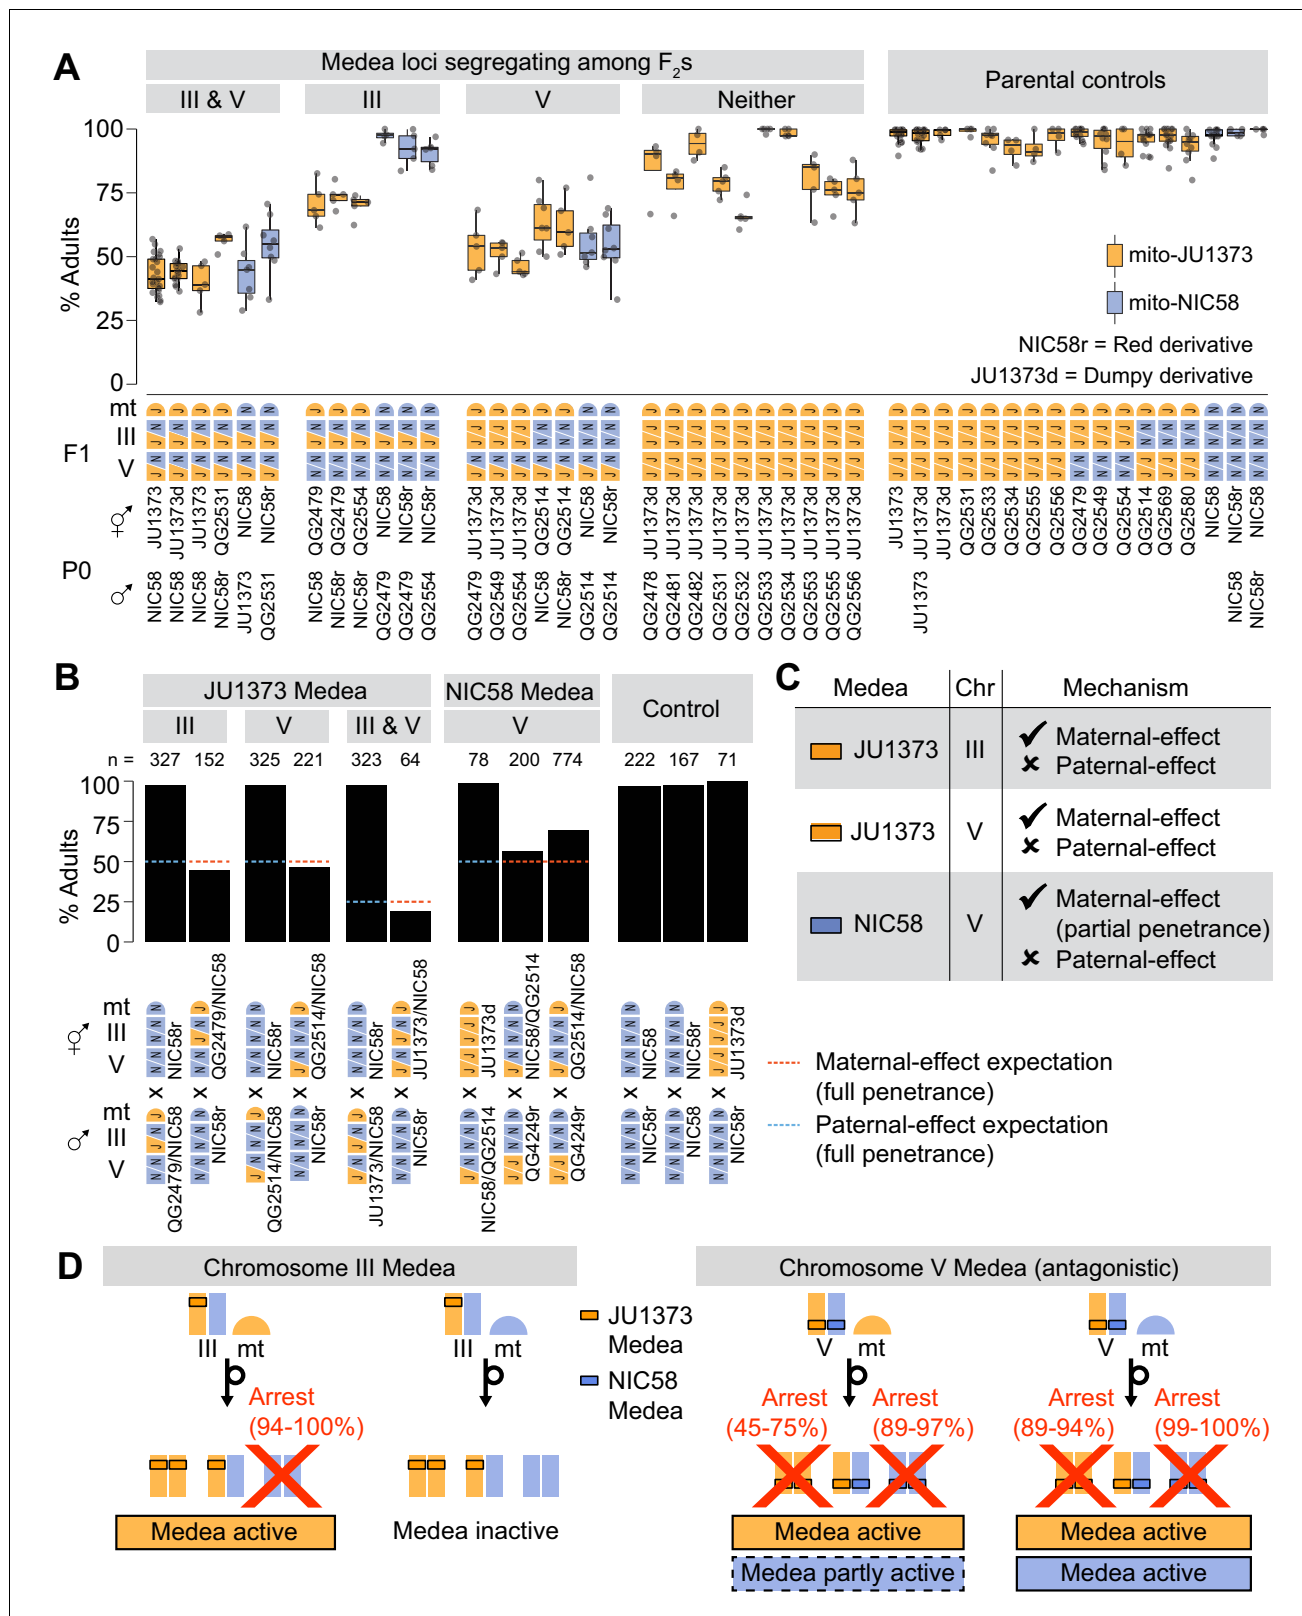 A
Medea loci segregating among F2s
Parental controls
III & V
III
V
Neither
100
75
50
25
0
% Adults
mito-JU1373
mito-NIC58
NIC58r = Red derivative
JU1373d = Dumpy derivative
F1
mt
III
V
P0
JU1373 JU1373d JU1373 QG2531 NIC58 NIC58r
QG2479 QG2479 QG2554 NIC58 NIC58r NIC58r
JU1373d JU1373d JU1373d QG2514 QG2514 NIC58 NIC58r
JU1373d JU1373d JU1373d JU1373d JU1373d JU1373d JU1373d JU1373d JU1373d JU1373d
JU1373 JU1373d JU1373d QG2531 QG2533 QG2534 QG2555 QG2556 QG2479 QG2549 QG2554 QG2514 QG2569 QG2580 NIC58 NIC58r NIC58
NIC58 NIC58 NIC58 NIC58r JU1373 QG2531
NIC58 NIC58r NIC58r QG2479 QG2479 QG2554
QG2479 QG2549 QG2554 NIC58 NIC58r QG2514 QG2514
QG2478 QG2481 QG2482 QG2531 QG2532 QG2533 QG2534 QG2553 QG2555 QG2556
JU1373 NIC58 NIC58r
B
JU1373 Medea
NIC58 Medea
Control
III
V
III & V
V
n = 327 152 325 221 323 64 78 200 774 222 167 71
100
75
50
25
0
% Adults
mt
III
V
NIC58r QG2479/NIC58 NIC58r QG2514/NIC58 NIC58r JU1373/NIC58 JU1373d NIC58/QG2514 QG2514/NIC58 NIC58 NIC58r JU1373d
X X X X X X X X X X X X
mt
III
V
QG2479/NIC58 NIC58r QG2514/NIC58 NIC58r JU1373/NIC58 NIC58r NIC58/QG2514 QG4249r QG4249r NIC58r NIC58 NIC58r
Maternal-effect expectation
(full penetrance)
Paternal-effect expectation
(full penetrance)
C
Medea Chr Mechanism
JU1373 III ✓ Maternal-effect
✗ Paternal-effect
JU1373 V ✓ Maternal-effect
✗ Paternal-effect
NIC58 V ✓ Maternal-effect
(partial penetrance)
✗ Paternal-effect
D
Chromosome III Medea
Chromosome V Medea (antagonistic)
III mt
III mt
JU1373
Medea
NIC58
Medea
V mt
V mt
Arrest
(94-100%)
Arrest
(45-75%)
Arrest
(89-97%)
Arrest
(89-94%)
Arrest
(99-100%)
Medea active
Medea inactive
Medea active
Medea partly active
Medea active
Medea active